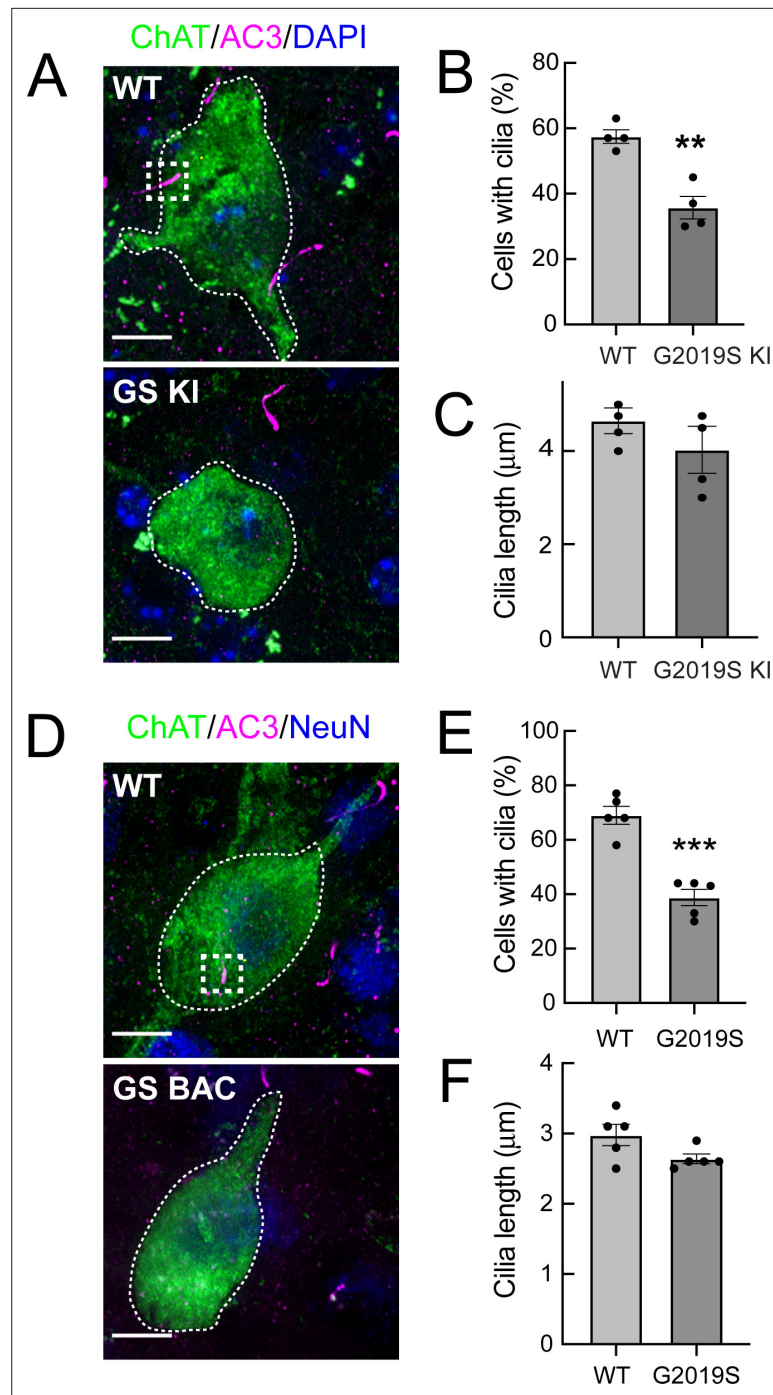 ChAT/AC3/DAPI
A
WT
GS KI
B
Cells with cilia (%)
80
60
40
20
0
**
WT G2019S KI
C
Cilia length (μm)
4
2
0
WT G2019S KI
ChAT/AC3/NeuN
D
WT
GS BAC
E
Cells with cilia (%)
100
80
60
40
20
0
***
WT G2019S
F
Cilia length (μm)
4
3
2
1
0
WT G2019S